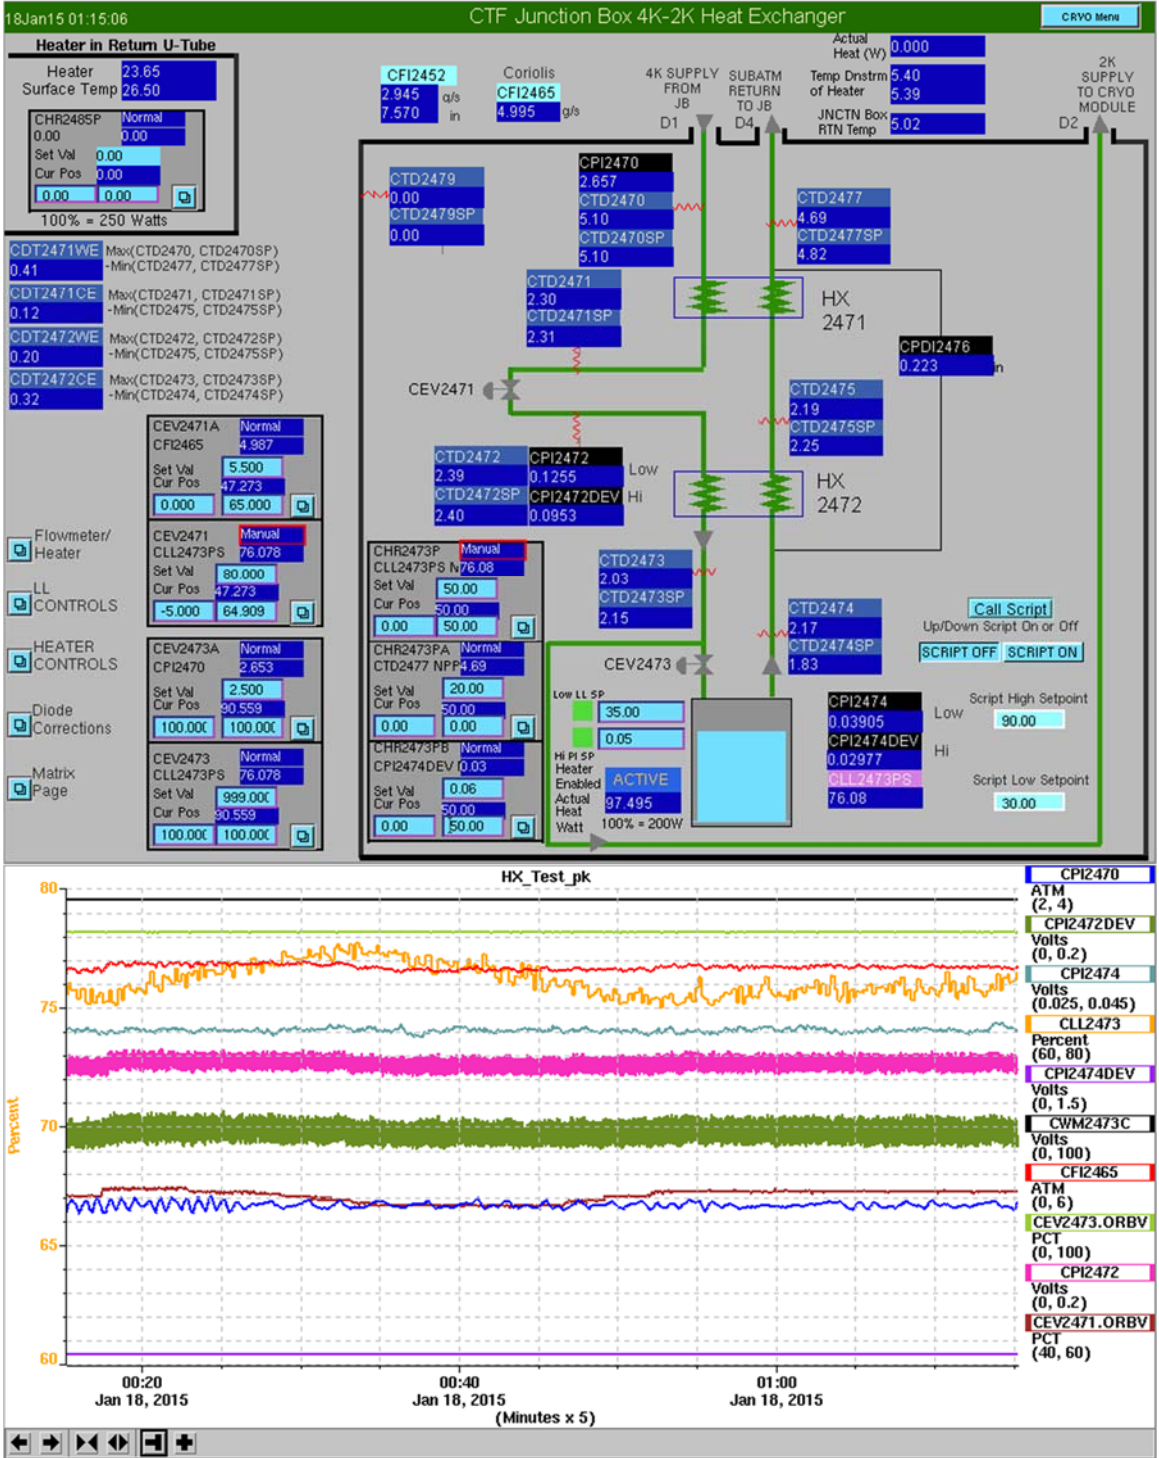 18Jan15 01:15:06
CTF Junction Box 4K-2K Heat Exchanger
CRVO Menu
Heater in Return U-Tube
Heater
Surface Temp
23.65
26.50
CHR2485P
Normal
0.00
0.00
Set Val
0.00
Cur Pos
0.00
0.00
0.00
100% = 250 Watts
CFI2452
2.945
g/s
7.570
in
Coriolis
CFI2465
4.995
g/s
4K SUPPLY
FROM
JB
D1
SUBATM
RETURN
TO JB
D4
Actual
Heat (W)
0.000
Temp Dnstrm
of Heater
5.40
5.39
JNCTN Box
RTN Temp
5.02
2K
SUPPLY
TO CRYO
MODULE
D2
CDT2471WE
0.41
Max(CTD2470, CTD2470SP)
-Min(CTD2477, CTD2477SP)
CDT2471CE
0.12
Max(CTD2471, CTD2471SP)
-Min(CTD2475, CTD2475SP)
CDT2472WE
0.20
Max(CTD2472, CTD2472SP)
-Min(CTD2475, CTD2475SP)
CDT2472CE
0.32
Max(CTD2473, CTD2473SP)
-Min(CTD2474, CTD2474SP)
CTD2479
0.00
CTD2479SP
0.00
CPI2470
2.657
CTD2470
5.10
CTD2470SP
5.10
CTD2477
4.69
CTD2477SP
4.82
CTD2471
2.30
CTD2471SP
2.31
HX
2471
CPDI2476
0.223
in
CEV2471
CTD2475
2.19
CTD2475SP
2.25
CTD2472
2.39
CTD2472SP
2.40
CPI2472
0.1255
CPI2472DEV
0.0953
Low
Hi
HX
2472
CEV2471A
Normal
CFI2465
4.987
Set Val
5.500
Cur Pos
47.273
0.000
65.000
CEV2471
Manual
CLL2473PS
76.078
Set Val
80.000
Cur Pos
47.273
-5.000
64.909
CEV2473A
Normal
CPI2470
2.653
Set Val
2.500
Cur Pos
90.559
100.00(
100.00(
CEV2473
Normal
CLL2473PS
76.078
Set Val
999.00(
Cur Pos
90.559
100.00(
100.00(
Flowmeter/
Heater
LL
CONTROLS
HEATER
CONTROLS
Diode
Corrections
Matrix
Page
CHR2473P
Manual
CLL2473PS N
76.08
Set Val
50.00
Cur Pos
50.00
0.00
50.00
CHR2473PA
Normal
CTD2477 NPP
4.69
Set Val
20.00
Cur Pos
50.00
0.00
0.00
CHR2473PB
Normal
CPI2474DEV
0.03
Set Val
0.06
Cur Pos
50.00
0.00
50.00
CTD2473
2.03
CTD2473SP
2.15
CEV2473
CTD2474
2.17
CTD2474SP
1.83
Call Script
Up/Down Script On or Off
SCRIPT OFF
SCRIPT ON
Low LL SP
35.00
0.05
Hi PI SP
Heater
Enabled
ACTIVE
Actual
Heat
Watt
97.495
100% = 200W
CPI2474
0.03905
CPI2474DEV
0.02977
CLL2473PS
76.08
Low
Hi
Script High Setpoint
90.00
Script Low Setpoint
30.00
HX_Test_pk
80
75
70
65
60
Percent
00:20
Jan 18, 2015
00:40
Jan 18, 2015
01:00
Jan 18, 2015
(Minutes x 5)
CPI2470
ATM
(2, 4)
CPI2472DEV
Volts
(0, 0.2)
CPI2474
Volts
(0.025, 0.045)
CLL2473
Percent
(60, 80)
CPI2474DEV
Volts
(0, 1.5)
CWM2473C
Volts
(0, 100)
CFI2465
ATM
(0, 6)
CEV2473.ORBV
PCT
(0, 100)
CPI2472
Volts
(0, 0.2)
CEV2471.ORBV
PCT
(40, 60)